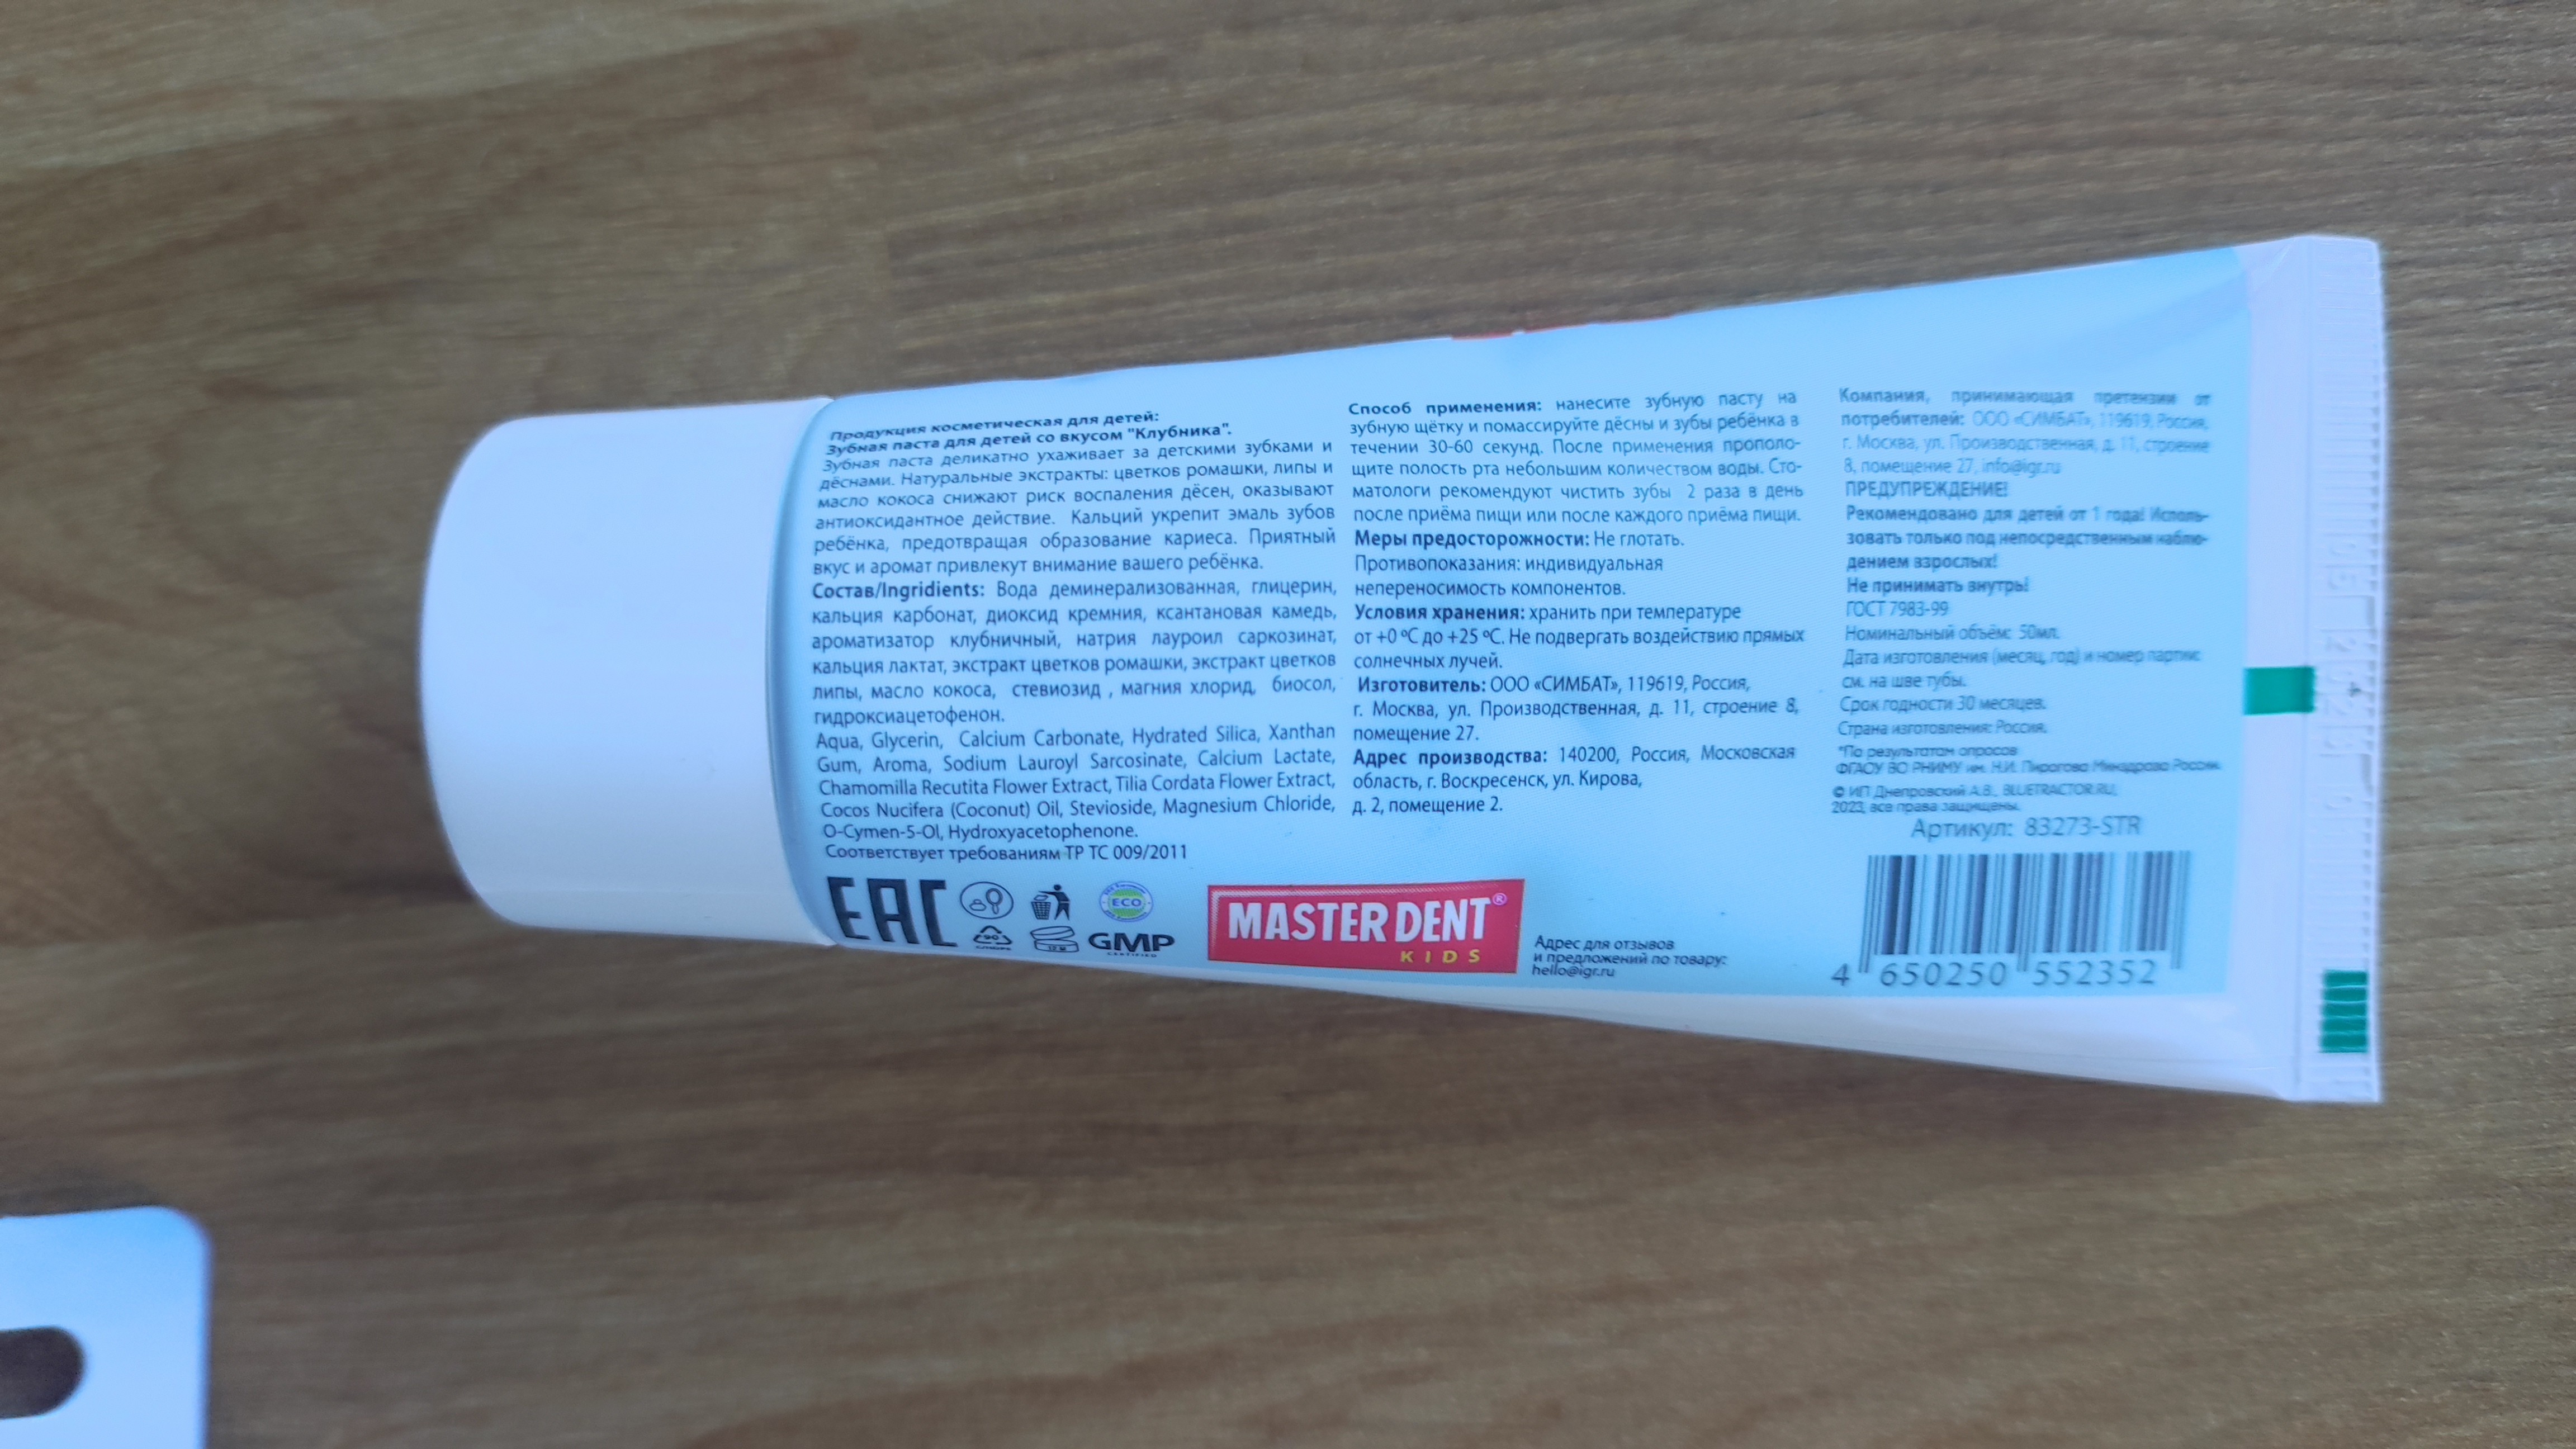 Продукция косметическая для детей:
Зубная паста для детей со вкусом "Клубника".
Зубная паста деликатно ухаживает за детскими зубками и
дёснами. Натуральные экстракты: цветков ромашки, липы и
масло кокоса снижают риск воспаления дёсен, оказывают
антиоксидантное действие. Кальций укрепит эмаль зубов
ребёнка, предотвращая образование кариеса. Приятный
вкус и аромат привлекут внимание вашего ребёнка.
Состав/Ingridients: Вода деминерализованная, глицерин,
кальция карбонат, диоксид кремния, ксантановая камедь,
ароматизатор клубничный, натрия лауроил саркозинат,
кальция лактат, экстракт цветков ромашки, экстракт цветков
липы, масло кокоса, стевиозид , магния хлорид, биосол,
гидроксиацетофенон.
Aqua, Glycerin, Calcium Carbonate, Hydrated Silica, Xanthan
Gum, Aroma, Sodium Lauroyl Sarcosinate, Calcium Lactate,
Chamomilla Recutita Flower Extract, Tilia Cordata Flower Extract,
Cocos Nucifera (Coconut) Oil, Stevioside, Magnesium Chloride,
O-Cymen-5-Ol, Hydroxyacetophenone.
Соответствует требованиям ТР ТС 009/2011
EAC
ECO
90
12 M
GMP
CERTIFIED
MASTER DENT®
KIDS
Способ применения: нанесите зубную пасту на
зубную щётку и помассируйте дёсны и зубы ребёнка в
течении 30-60 секунд. После применения прополо-
щите полость рта небольшим количеством воды. Сто-
матологи рекомендуют чистить зубы 2 раза в день
после приёма пищи или после каждого приёма пищи.
Меры предосторожности: Не глотать.
Противопоказания: индивидуальная
непереносимость компонентов.
Условия хранения: хранить при температуре
от +0 ºС до +25 ºС. Не подвергать воздействию прямых
солнечных лучей.
Изготовитель: ООО «СИМБАТ», 119619, Россия,
г. Москва, ул. Производственная, д. 11, строение 8,
помещение 27.
Адрес производства: 140200, Россия, Московская
область, г. Воскресенск, ул. Кирова,
д. 2, помещение 2.
Адрес для отзывов
и предложений по товару:
hello@igr.ru
Компания, принимающая претензии от
потребителей: ООО «СИМБАТ», 119619, Россия,
г. Москва, ул. Производственная, д. 11, строение
8, помещение 27, info@igr.ru
ПРЕДУПРЕЖДЕНИЕ!
Рекомендовано для детей от 1 года! Исполь-
зовать только под непосредственным наблю-
дением взрослых!
Не принимать внутрь!
ГОСТ 7983-99
Номинальный объём: 50мл.
Дата изготовления (месяц, год) и номер партии:
см. на шве тубы.
Срок годности 30 месяцев.
Страна изготовления: Россия.
*По результатам опросов
ФГАОУ ВО РНИМУ им. Н.И. Пирогова Минздрава России.
© ИП Днепровский А.В., BLUETRACTOR.RU,
2023, все права защищены.
Артикул: 83273-STR
4 650250 552352